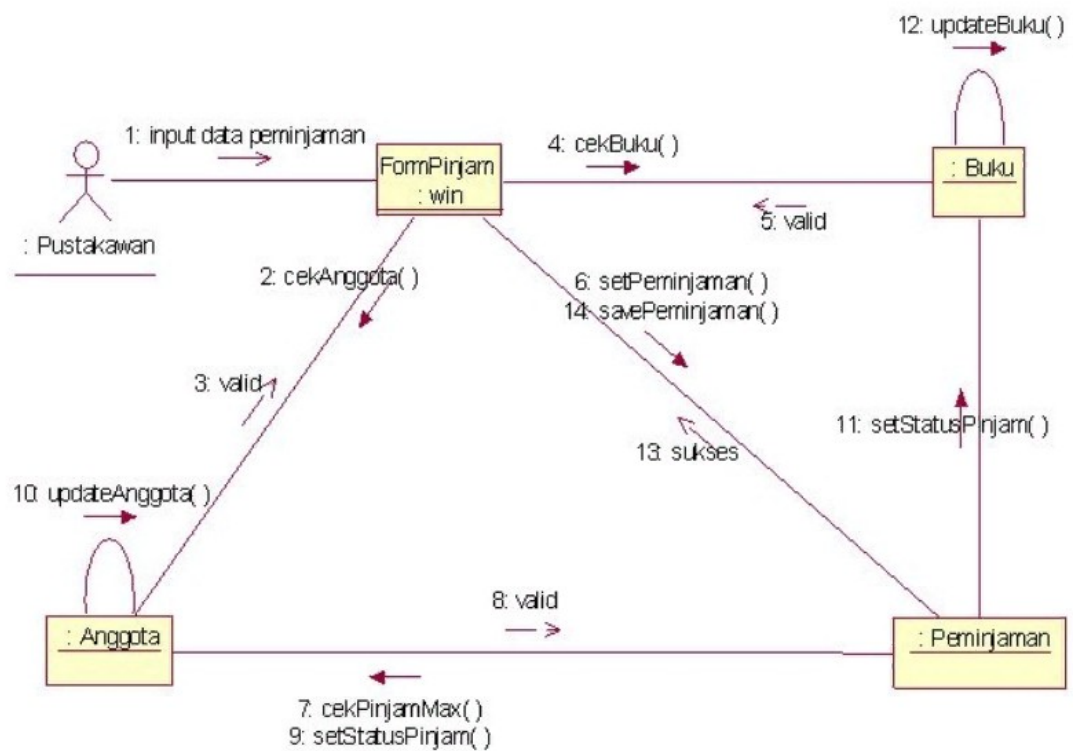 12: updateBuku( )
1: input data peminjaman
4: cekBuku( )
FormPinjam
: win
: Buku
5: valid
: Pustakawan
2: cekAnggota( )
6: setPeminjaman( )
14: savePeminjaman( )
3: valid
11: setStatusPinjam( )
13: sukses
10: updateAnggota( )
8: valid
: Anggota
: Peminjaman
7: cekPinjamMax( )
9: setStatusPinjam( )